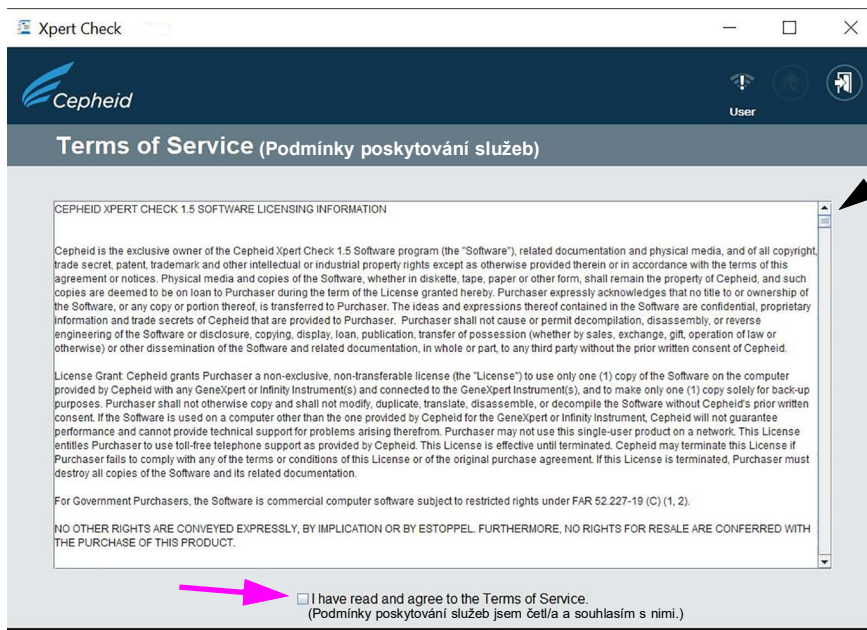 Xpert Check
Cepheid
User
Terms of Service (Podmínky poskytování služeb)
CEPHEID XPERT CHECK 1.5 SOFTWARE LICENSING INFORMATION
Cepheid is the exclusive owner of the Cepheid Xpert Check 1.5 Software program (the "Software"), related documentation and physical media, and of all copyright,
trade secret, patent, trademark and other intellectual or industrial property rights except as otherwise provided therein or in accordance with the terms of this
agreement or notices. Physical media and copies of the Software, whether in diskette, tape, paper or other form, shall remain the property of Cepheid, and such
copies are deemed to be on loan to Purchaser during the term of the License granted hereby. Purchaser expressly acknowledges that no title to or ownership of
the Software, or any copy or portion thereof, is transferred to Purchaser. The ideas and expressions thereof contained in the Software are confidential, proprietary
information and trade secrets of Cepheid that are provided to Purchaser. Purchaser shall not cause or permit decompilation, disassembly, or reverse
engineering of the Software or disclosure, copying, display, loan, publication, transfer of possession (whether by sales, exchange, gift, operation of law or
otherwise) or other dissemination of the Software and related documentation, in whole or part, to any third party without the prior written consent of Cepheid.
License Grant: Cepheid grants Purchaser a non-exclusive, non-transferable license (the "License") to use only one (1) copy of the Software on the computer
provided by Cepheid with any GeneXpert or Infinity Instrument(s) and connected to the GeneXpert Instrument(s), and to make only one (1) copy solely for back-up
purposes. Purchaser shall not otherwise copy and shall not modify, duplicate, translate, disassemble, or decompile the Software without Cepheid's prior written
consent. If the Software is used on a computer other than the one provided by Cepheid for the GeneXpert or Infinity Instrument, Cepheid will not guarantee
performance and cannot provide technical support for problems arising therefrom. Purchaser may not use this single-user product on a network. This License
entitles Purchaser to use toll-free telephone support as provided by Cepheid. This License is effective until terminated. Cepheid may terminate this License if
Purchaser fails to comply with any of the terms or conditions of this License or of the original purchase agreement. If this License is terminated, Purchaser must
destroy all copies of the Software and its related documentation.
For Government Purchasers, the Software is commercial computer software subject to restricted rights under FAR 52.227-19 (C) (1, 2).
NO OTHER RIGHTS ARE CONVEYED EXPRESSLY, BY IMPLICATION OR BY ESTOPPEL. FURTHERMORE, NO RIGHTS FOR RESALE ARE CONFERRED WITH
THE PURCHASE OF THIS PRODUCT.
I have read and agree to the Terms of Service.
(Podmínky poskytování služeb jsem četl/a a souhlasím s nimi.)